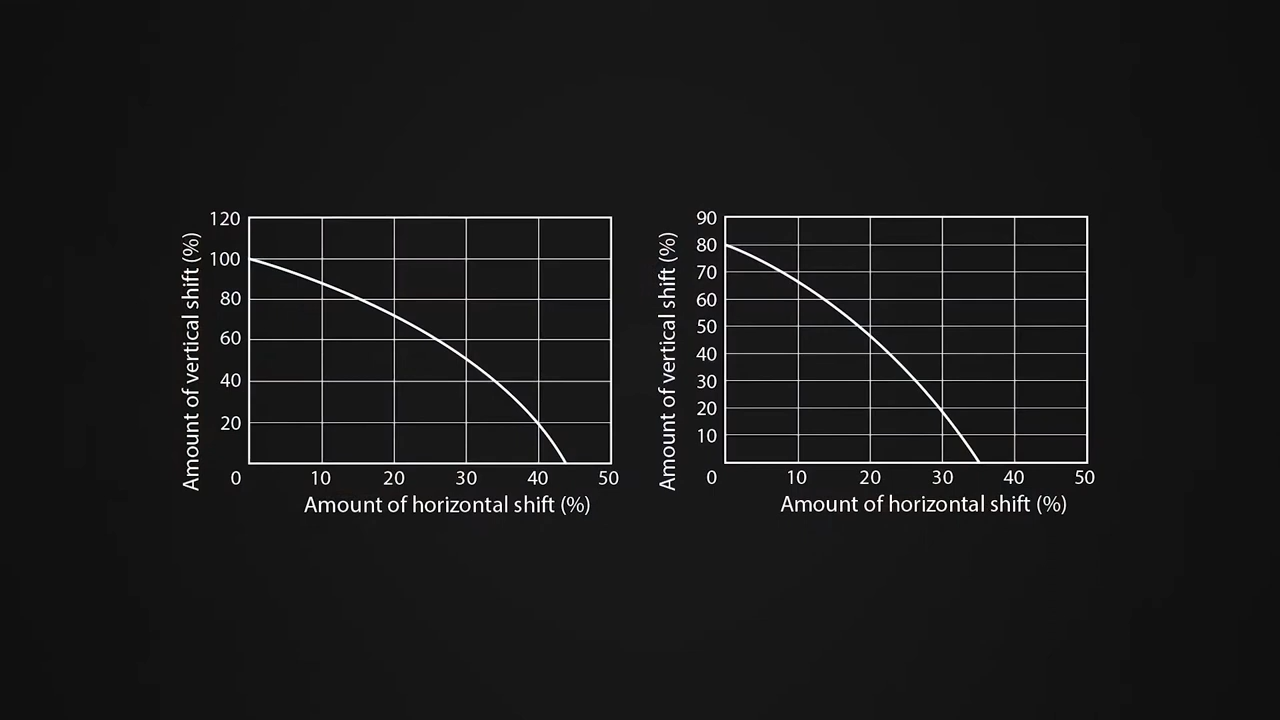 120
100
80
60
40
20
0 10 20 30 40 50
Amount of vertical shift (%)
Amount of horizontal shift (%)
90
80
70
60
50
40
30
20
10
0 10 20 30 40 50
Amount of vertical shift (%)
Amount of horizontal shift (%)